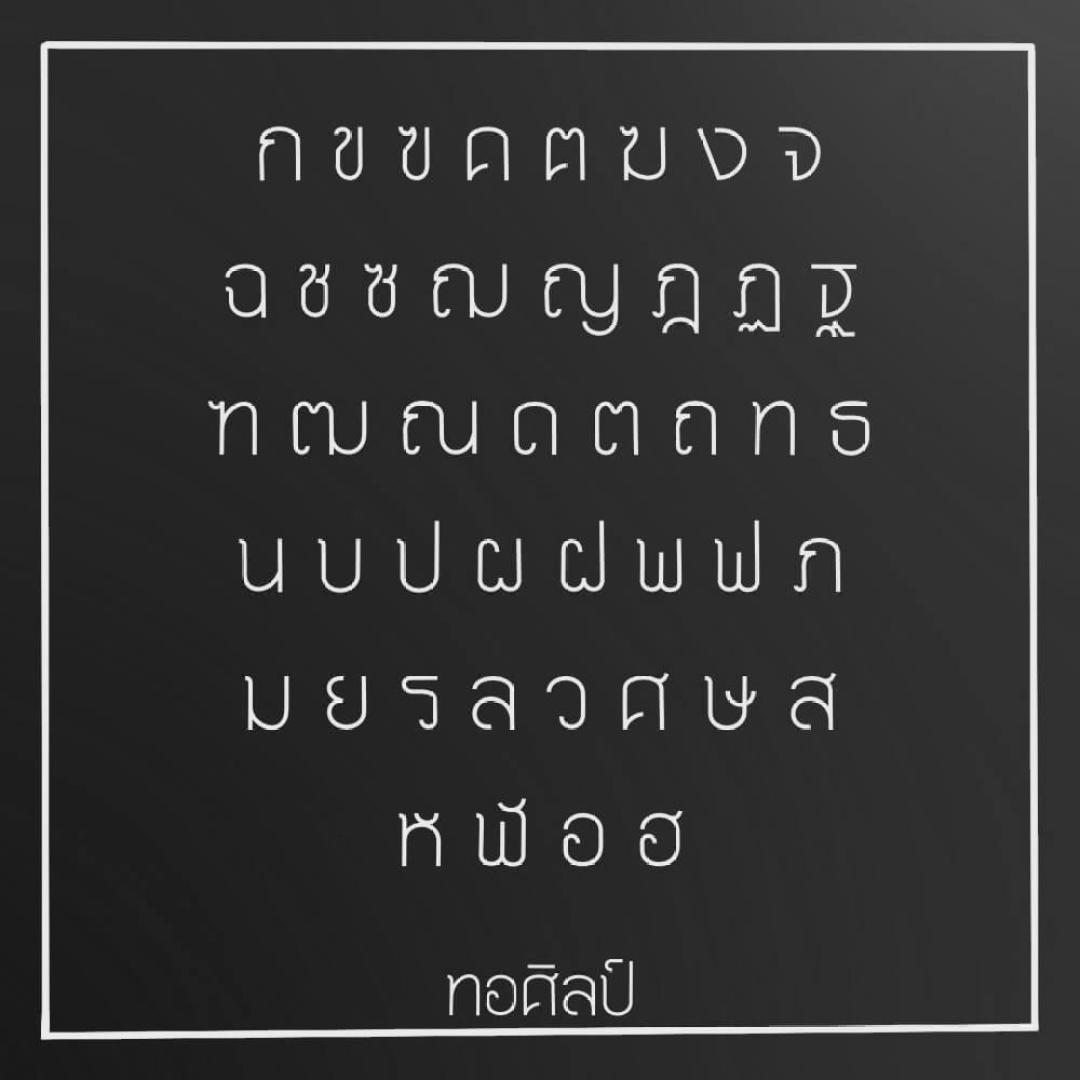 ก ข ฃ ค ฅ ฆ ง จ
ฉ ช ซ ฌ ญ ฎ ฏ ฐ
ฑ ฒ ณ ด ต ถ ท ธ
น บ ป ผ ฝ พ ฟ ภ
ม ย ร ล ว ศ ษ ส
ห ฬ อ ฮ
ทอศิลป์